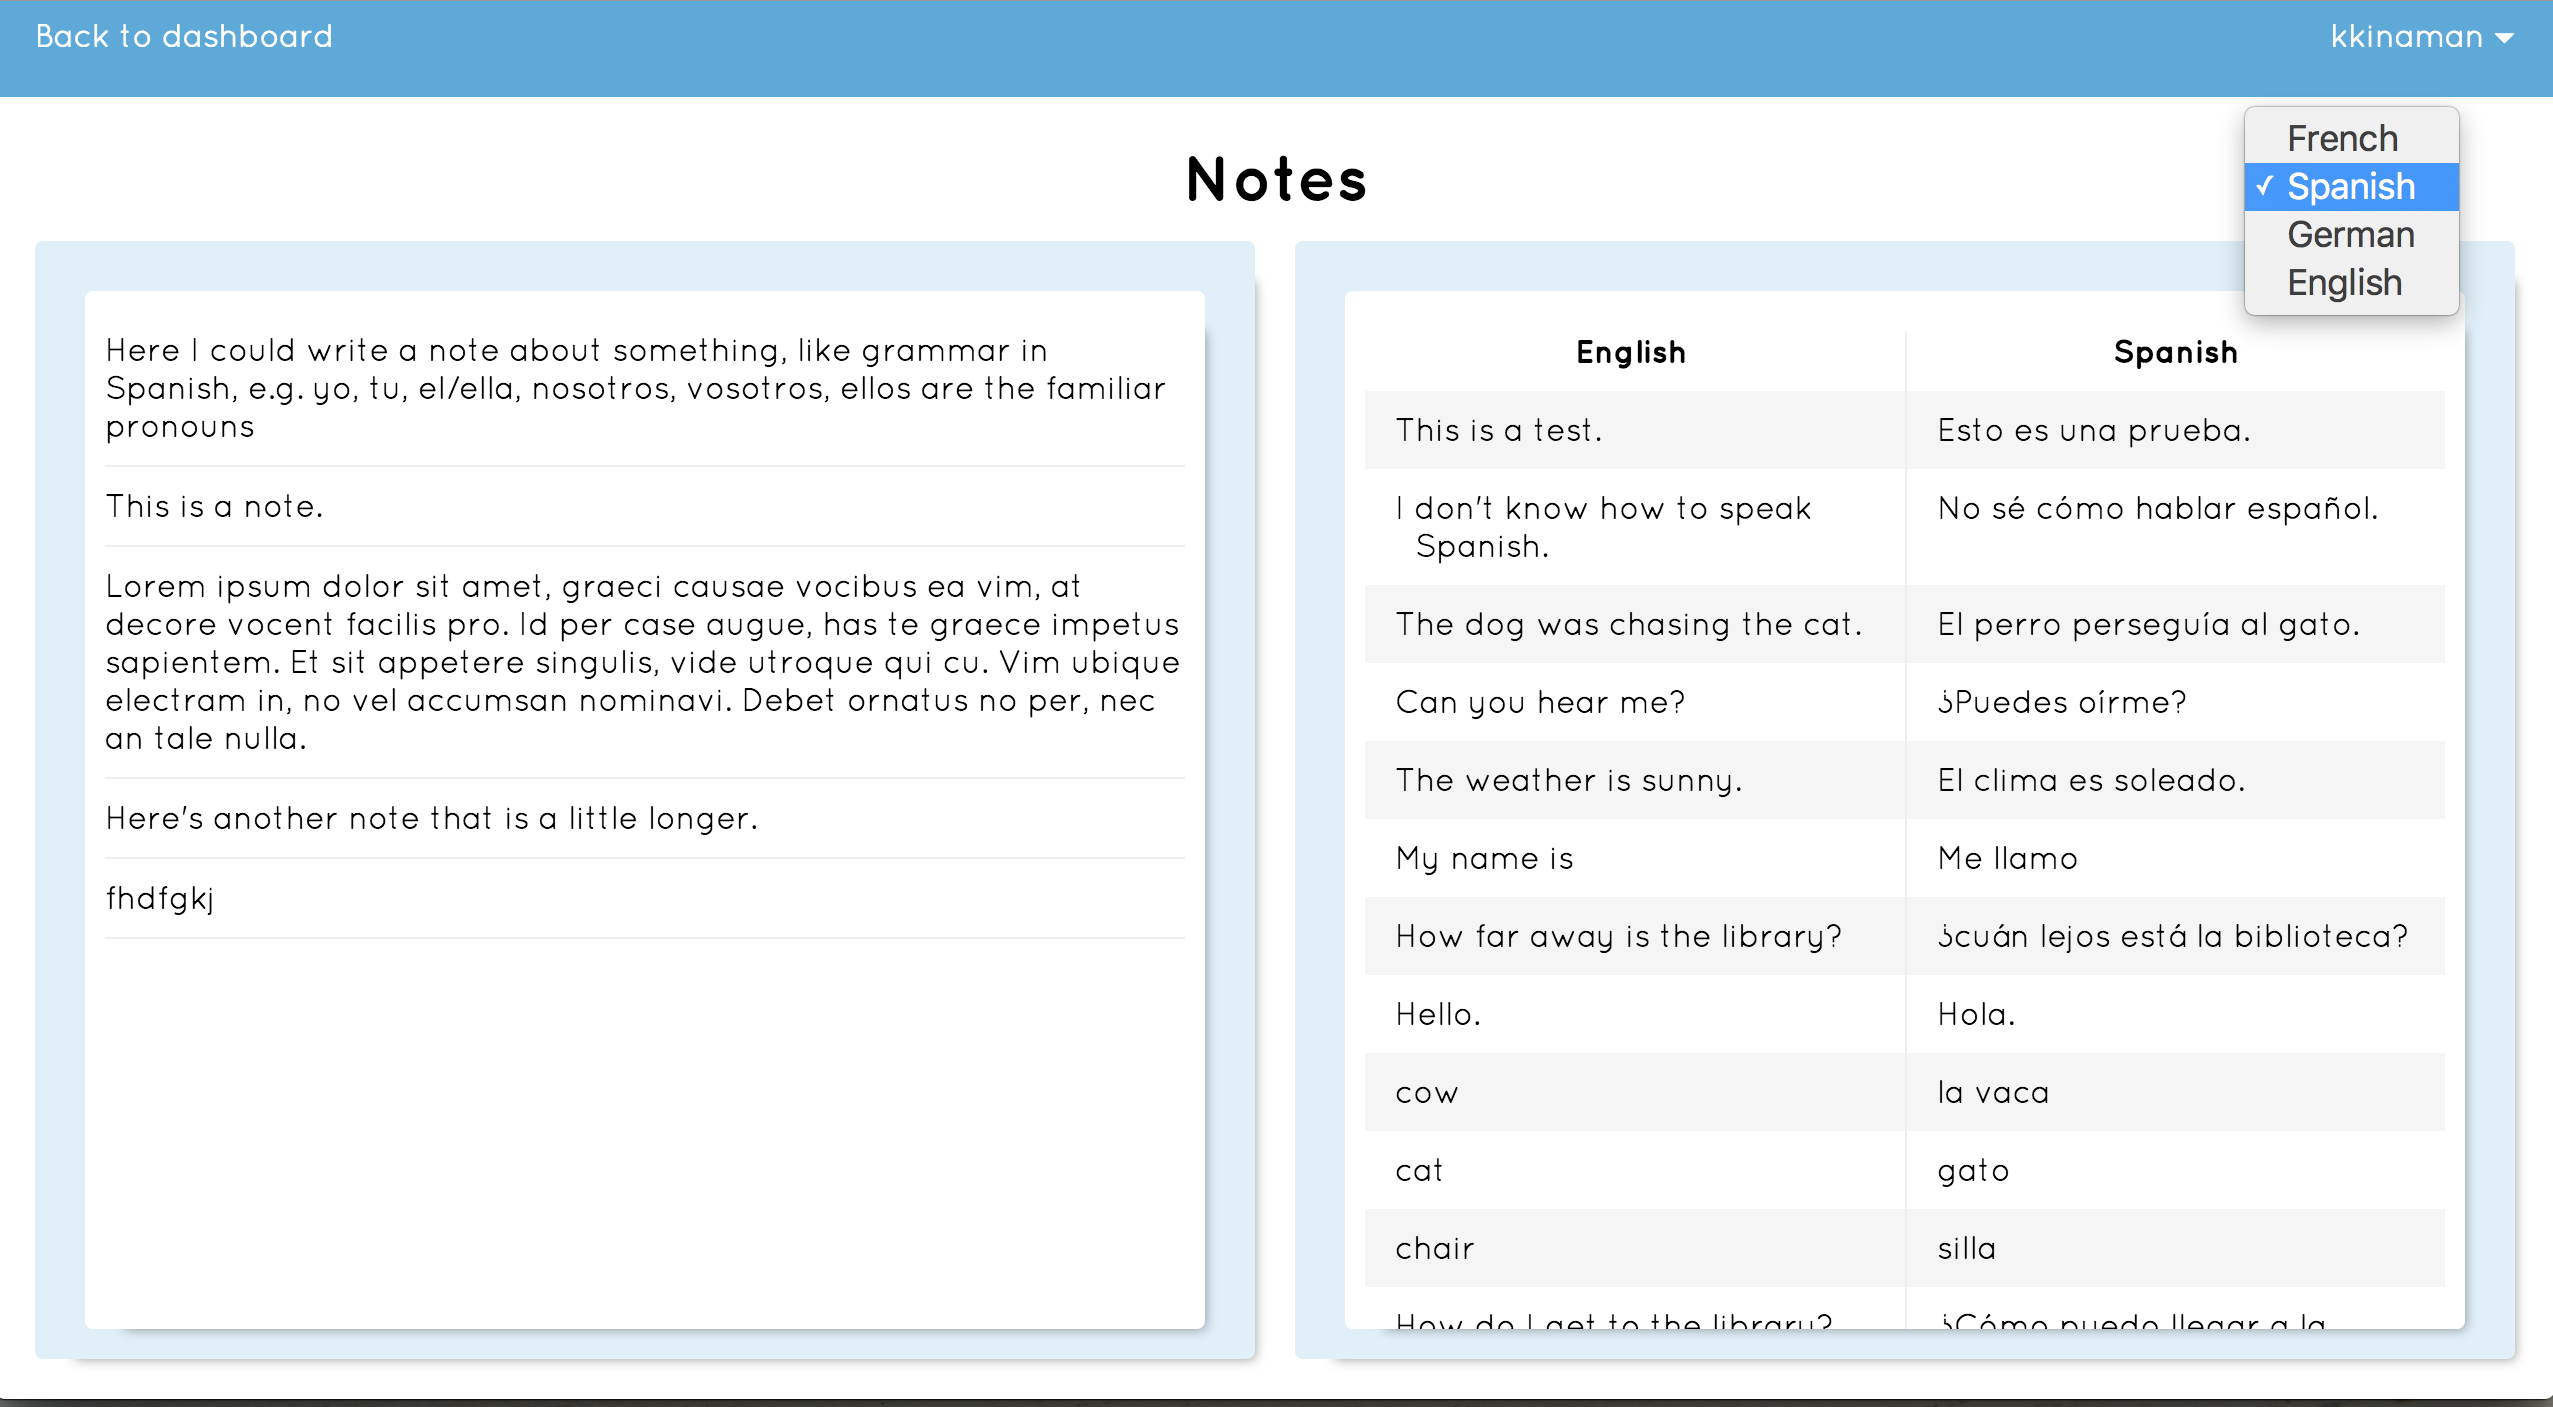 Back to dashboard
kkinaman
French
✓ Spanish
German
English
Notes
Here I could write a note about something, like grammar in
Spanish, e.g. yo, tu, el/ella, nosotros, vosotros, ellos are the familiar
pronouns
This is a note.
Lorem ipsum dolor sit amet, graeci causae vocibus ea vim, at
decore vocent facilis pro. Id per case augue, has te graece impetus
sapientem. Et sit appetere singulis, vide utroque qui cu. Vim ubique
electram in, no vel accumsan nominavi. Debet ornatus no per, nec
an tale nulla.
Here's another note that is a little longer.
fhdfgkj
English Spanish
This is a test. Esto es una prueba.
I don't know how to speak No sé cómo hablar español.
Spanish.
The dog was chasing the cat. El perro perseguía al gato.
Can you hear me? ¿Puedes oírme?
The weather is sunny. El clima es soleado.
My name is Me llamo
How far away is the library? ¿cuán lejos está la biblioteca?
Hello. Hola.
cow la vaca
cat gato
chair silla
How do I get to the library? ¿Cómo puedo llegar a la